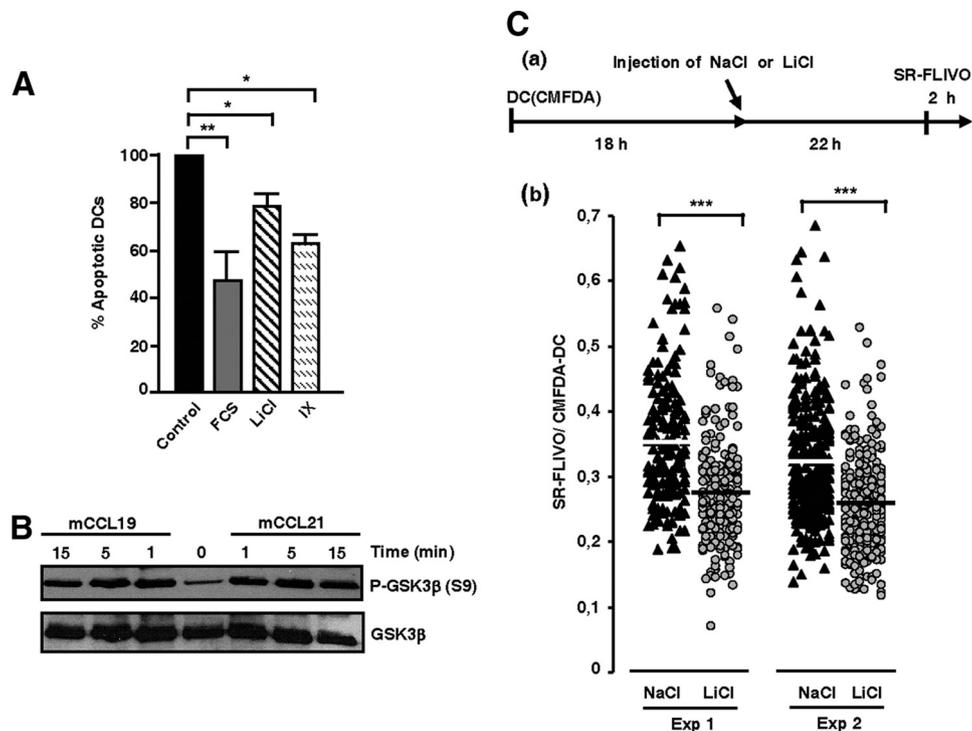 A
*
*
**
% Apoptotic DCs
100
80
60
40
20
0
Control
FCS
LiCl
IX
B
mCCL19 mCCL21
15 5 1 0 1 5 15 Time (min)
P-GSK3β (S9)
GSK3β
C
(a)
Injection of NaCl or LiCl
SR-FLIVO
DC(CMFDA) 2 h
18 h 22 h
(b)
*** ***
SR-FLIVO/ CMFDA-DC
0,7
0,6
0,5
0,4
0,3
0,2
0,1
0
NaCl LiCl NaCl LiCl
Exp 1 Exp 2